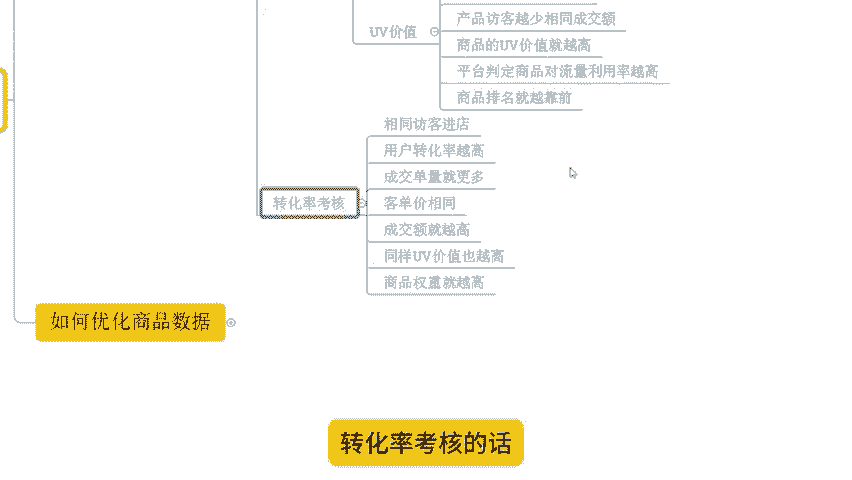 产品访客越少相同成交额
UV价值
商品的UV价值就越高
平台判定商品对流量利用率越高
商品排名就越靠前
相同访客进店
用户转化率越高
成交单量就更多
转化率考核
客单价相同
成交额就越高
同样UV价值也越高
商品权重就越高
如何优化商品数据
转化率考核的话